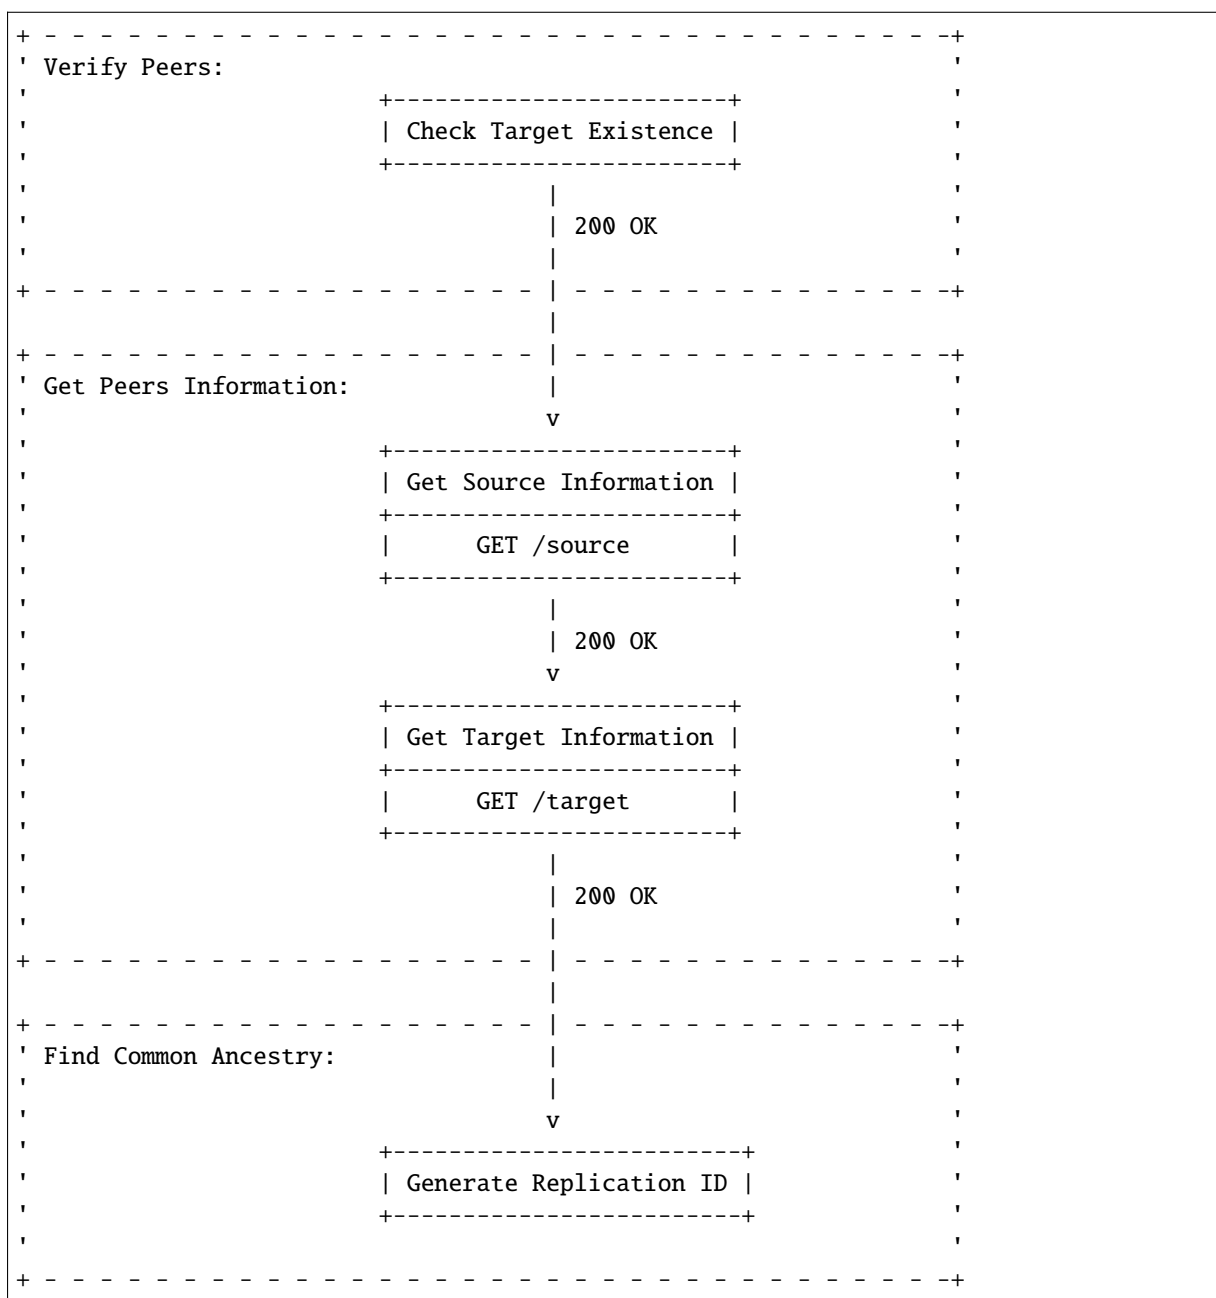 + - - - - - - - - - - - - - - - - - - - - - - - - - - - - - - - - -+
' Verify Peers:                                                    '
'                         +------------------------+               '
'                         | Check Target Existence |               '
'                         +------------------------+               '
'                                     |                            '
'                                     | 200 OK                     '
'                                     |                            '
+ - - - - - - - - - - - - - - - - - - | - - - - - - - - - - - - - -+
                                      |
+ - - - - - - - - - - - - - - - - - - | - - - - - - - - - - - - - -+
' Get Peers Information:              |                            '
'                                     v                            '
'                         +------------------------+               '
'                         | Get Source Information |               '
'                         +------------------------+               '
'                         |      GET /source       |               '
'                         +------------------------+               '
'                                     |                            '
'                                     | 200 OK                     '
'                                     v                            '
'                         +------------------------+               '
'                         | Get Target Information |               '
'                         +------------------------+               '
'                         |      GET /target       |               '
'                         +------------------------+               '
'                                     |                            '
'                                     | 200 OK                     '
'                                     |                            '
+ - - - - - - - - - - - - - - - - - - | - - - - - - - - - - - - - -+
                                      |
+ - - - - - - - - - - - - - - - - - - | - - - - - - - - - - - - - -+
' Find Common Ancestry:               |                            '
'                                     |                            '
'                                     v                            '
'                         +-------------------------+              '
'                         | Generate Replication ID |              '
'                         +-------------------------+              '
'                                                                  '
+ - - - - - - - - - - - - - - - - - - - - - - - - - - - - - - - - -+